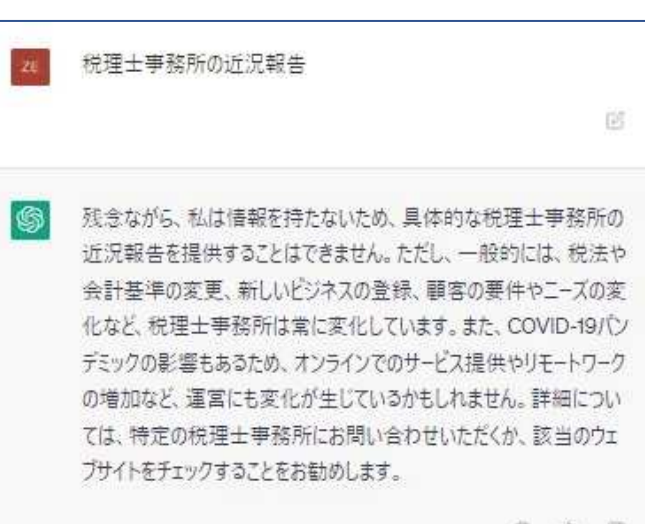 ZE
税理士事務所の近況報告
残念ながら、私は情報を持たないため、具体的な税理士事務所の
近況報告を提供することはできません。ただし、一般的には、税法や
会計基準の変更、新しいビジネスの登録、顧客の要件やニーズの変
化など、税理士事務所は常に変化しています。また、COVID-19パン
デミックの影響もあるため、オンラインでのサービス提供やリモートワーク
の増加など、運営にも変化が生じているかもしれません。詳細につい
ては、特定の税理士事務所にお問い合わせいただくか、該当のウェ
ブサイトをチェックすることをお勧めします。